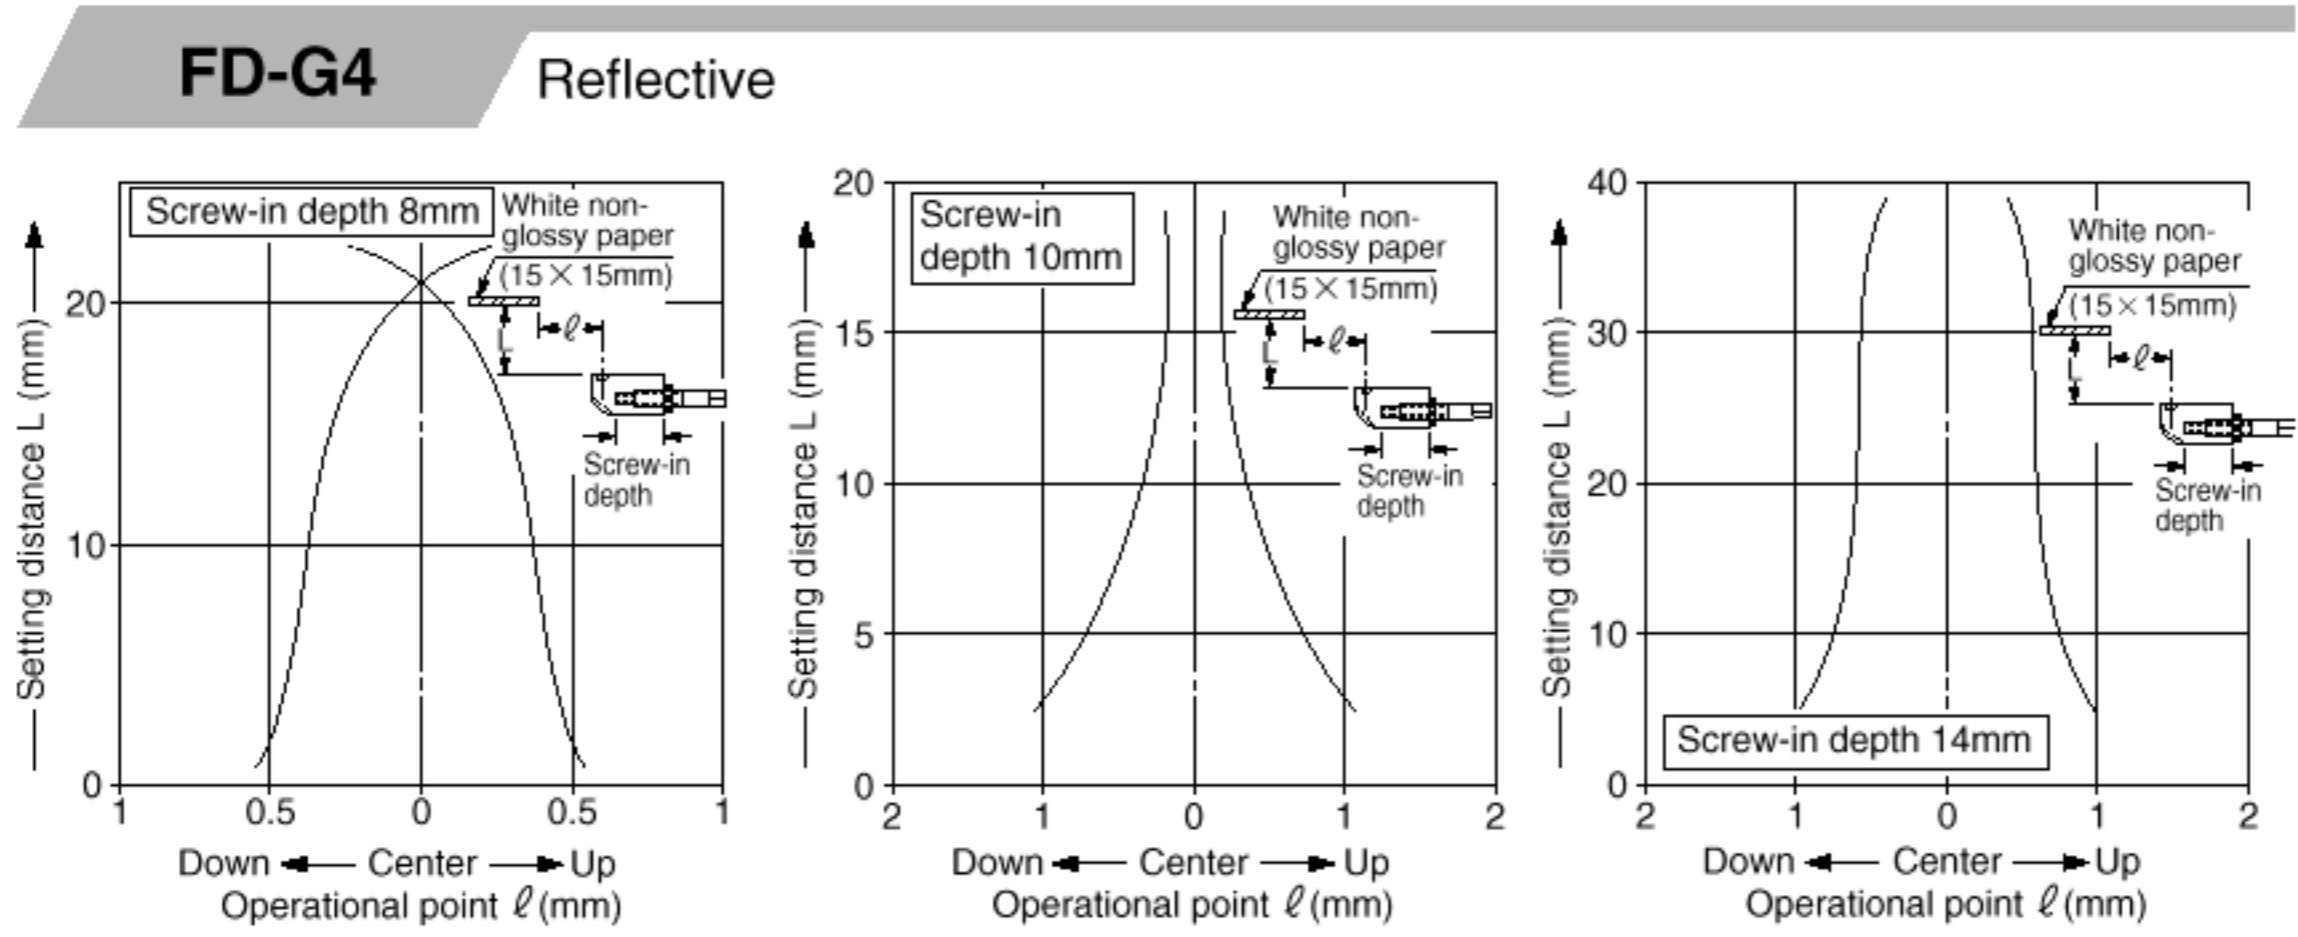 FD-G4
Reflective
Screw-in depth 8mm
White non-
glossy paper
(15×15mm)
L
ℓ
Screw-in
depth
Setting distance L (mm)
20
10
0
1
0.5
0
0.5
1
Down
Center
Up
Operational point ℓ (mm)
Screw-in
depth 10mm
White non-
glossy paper
(15×15mm)
L
ℓ
Screw-in
depth
Setting distance L (mm)
20
15
10
5
0
2
1
0
1
2
Down
Center
Up
Operational point ℓ (mm)
White non-
glossy paper
(15×15mm)
L
ℓ
Screw-in
depth
Screw-in depth 14mm
Setting distance L (mm)
40
30
20
10
0
2
1
0
1
2
Down
Center
Up
Operational point ℓ (mm)